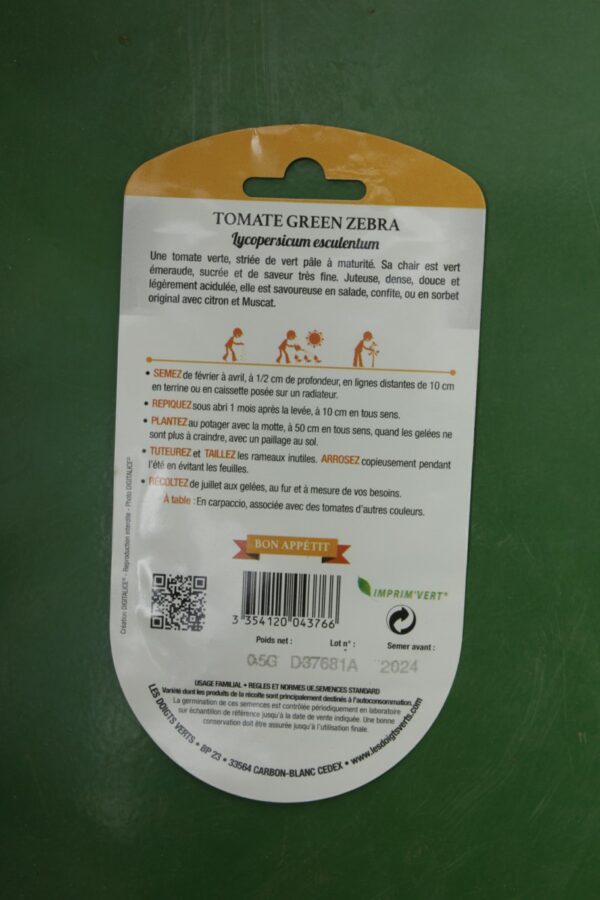 TOMATE GREEN ZEBRA
Lycopersicum esculentum
Une tomate verte, striée de vert pâle à maturité. Sa chair est vert
émeraude, sucrée et de saveur très fine. Juteuse, dense, douce et
légèrement acidulée, elle est savoureuse en salade, confite, ou en sorbet
original avec citron et Muscat.
• SEMEZ de février à avril, à 1/2 cm de profondeur, en lignes distantes de 10 cm
en terrine ou en caissette posée sur un radiateur.
• REPIQUEZ sous abri 1 mois après la levée, à 10 cm en tous sens.
• PLANTEZ au potager avec la motte, à 50 cm en tous sens, quand les gelées ne
sont plus à craindre, avec un paillage au sol.
• TUTEUREZ et TAILLEZ les rameaux inutiles. ARROSEZ copieusement pendant
l'été en évitant les feuilles.
• RÉCOLTEZ de juillet aux gelées, au fur et à mesure de vos besoins.
À table : En carpaccio, associée avec des tomates d'autres couleurs.
Création DIGITALICE® - Reproduction interdite - Photo DIGITALICE®
BON APPÉTIT
IMPRIM'VERT®
3 354120 043766
Poids net : Lot n° : Semer avant :
0.5G D37681A 2024
USAGE FAMILIAL • REGLES ET NORMES UE.SEMENCES STANDARD
Variété dont les produits de la récolte sont principalement destinés à l'autoconsommation.
La germination de ces semences est contrôlée périodiquement en laboratoire
sur échantillon de référence jusqu'à la date de vente indiquée. Une bonne
conservation doit être assurée jusqu'à l'utilisation finale.
LES DOIGTS VERTS • BP 23 • 33564 CARBON-BLANC CEDEX • www.lesdoigtsverts.com